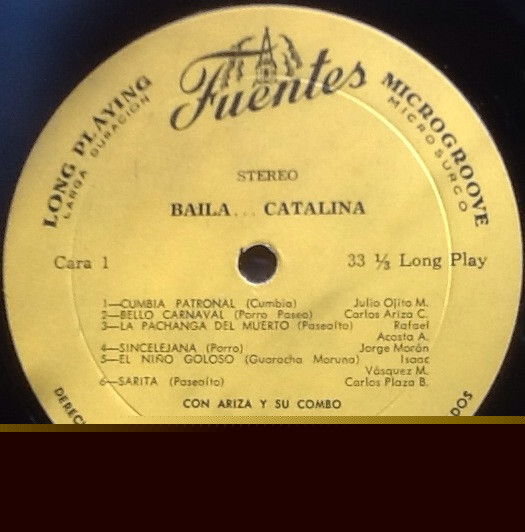 Fuentes
LONG PLAYING
LARGA DURACION
MICROGROOVE
MICROSURCO
STEREO
BAILA... CATALINA
Cara 1
33 ⅓ Long Play
1—CUMBIA PATRONAL (Cumbia) Julio Ojito M.
2—BELLO CARNAVAL (Porro Paseo) Carlos Ariza C.
3—LA PACHANGA DEL MUERTO (Paseaito) Rafael
Acosta A.
4—SINCELEJANA (Porro) Jorge Morán
5—EL NIÑO GOLOSO (Guaracha Moruna) Isaac
Vásquez M.
6—SARITA (Paseaito) Carlos Plaza B.
CON ARIZA Y SU COMBO